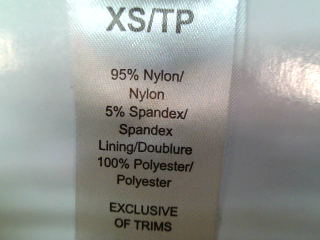 XS/TP
95% Nylon/
Nylon
5% Spandex/
Spandex
Lining/Doublure
100% Polyester/
Polyester
EXCLUSIVE
OF TRIMS